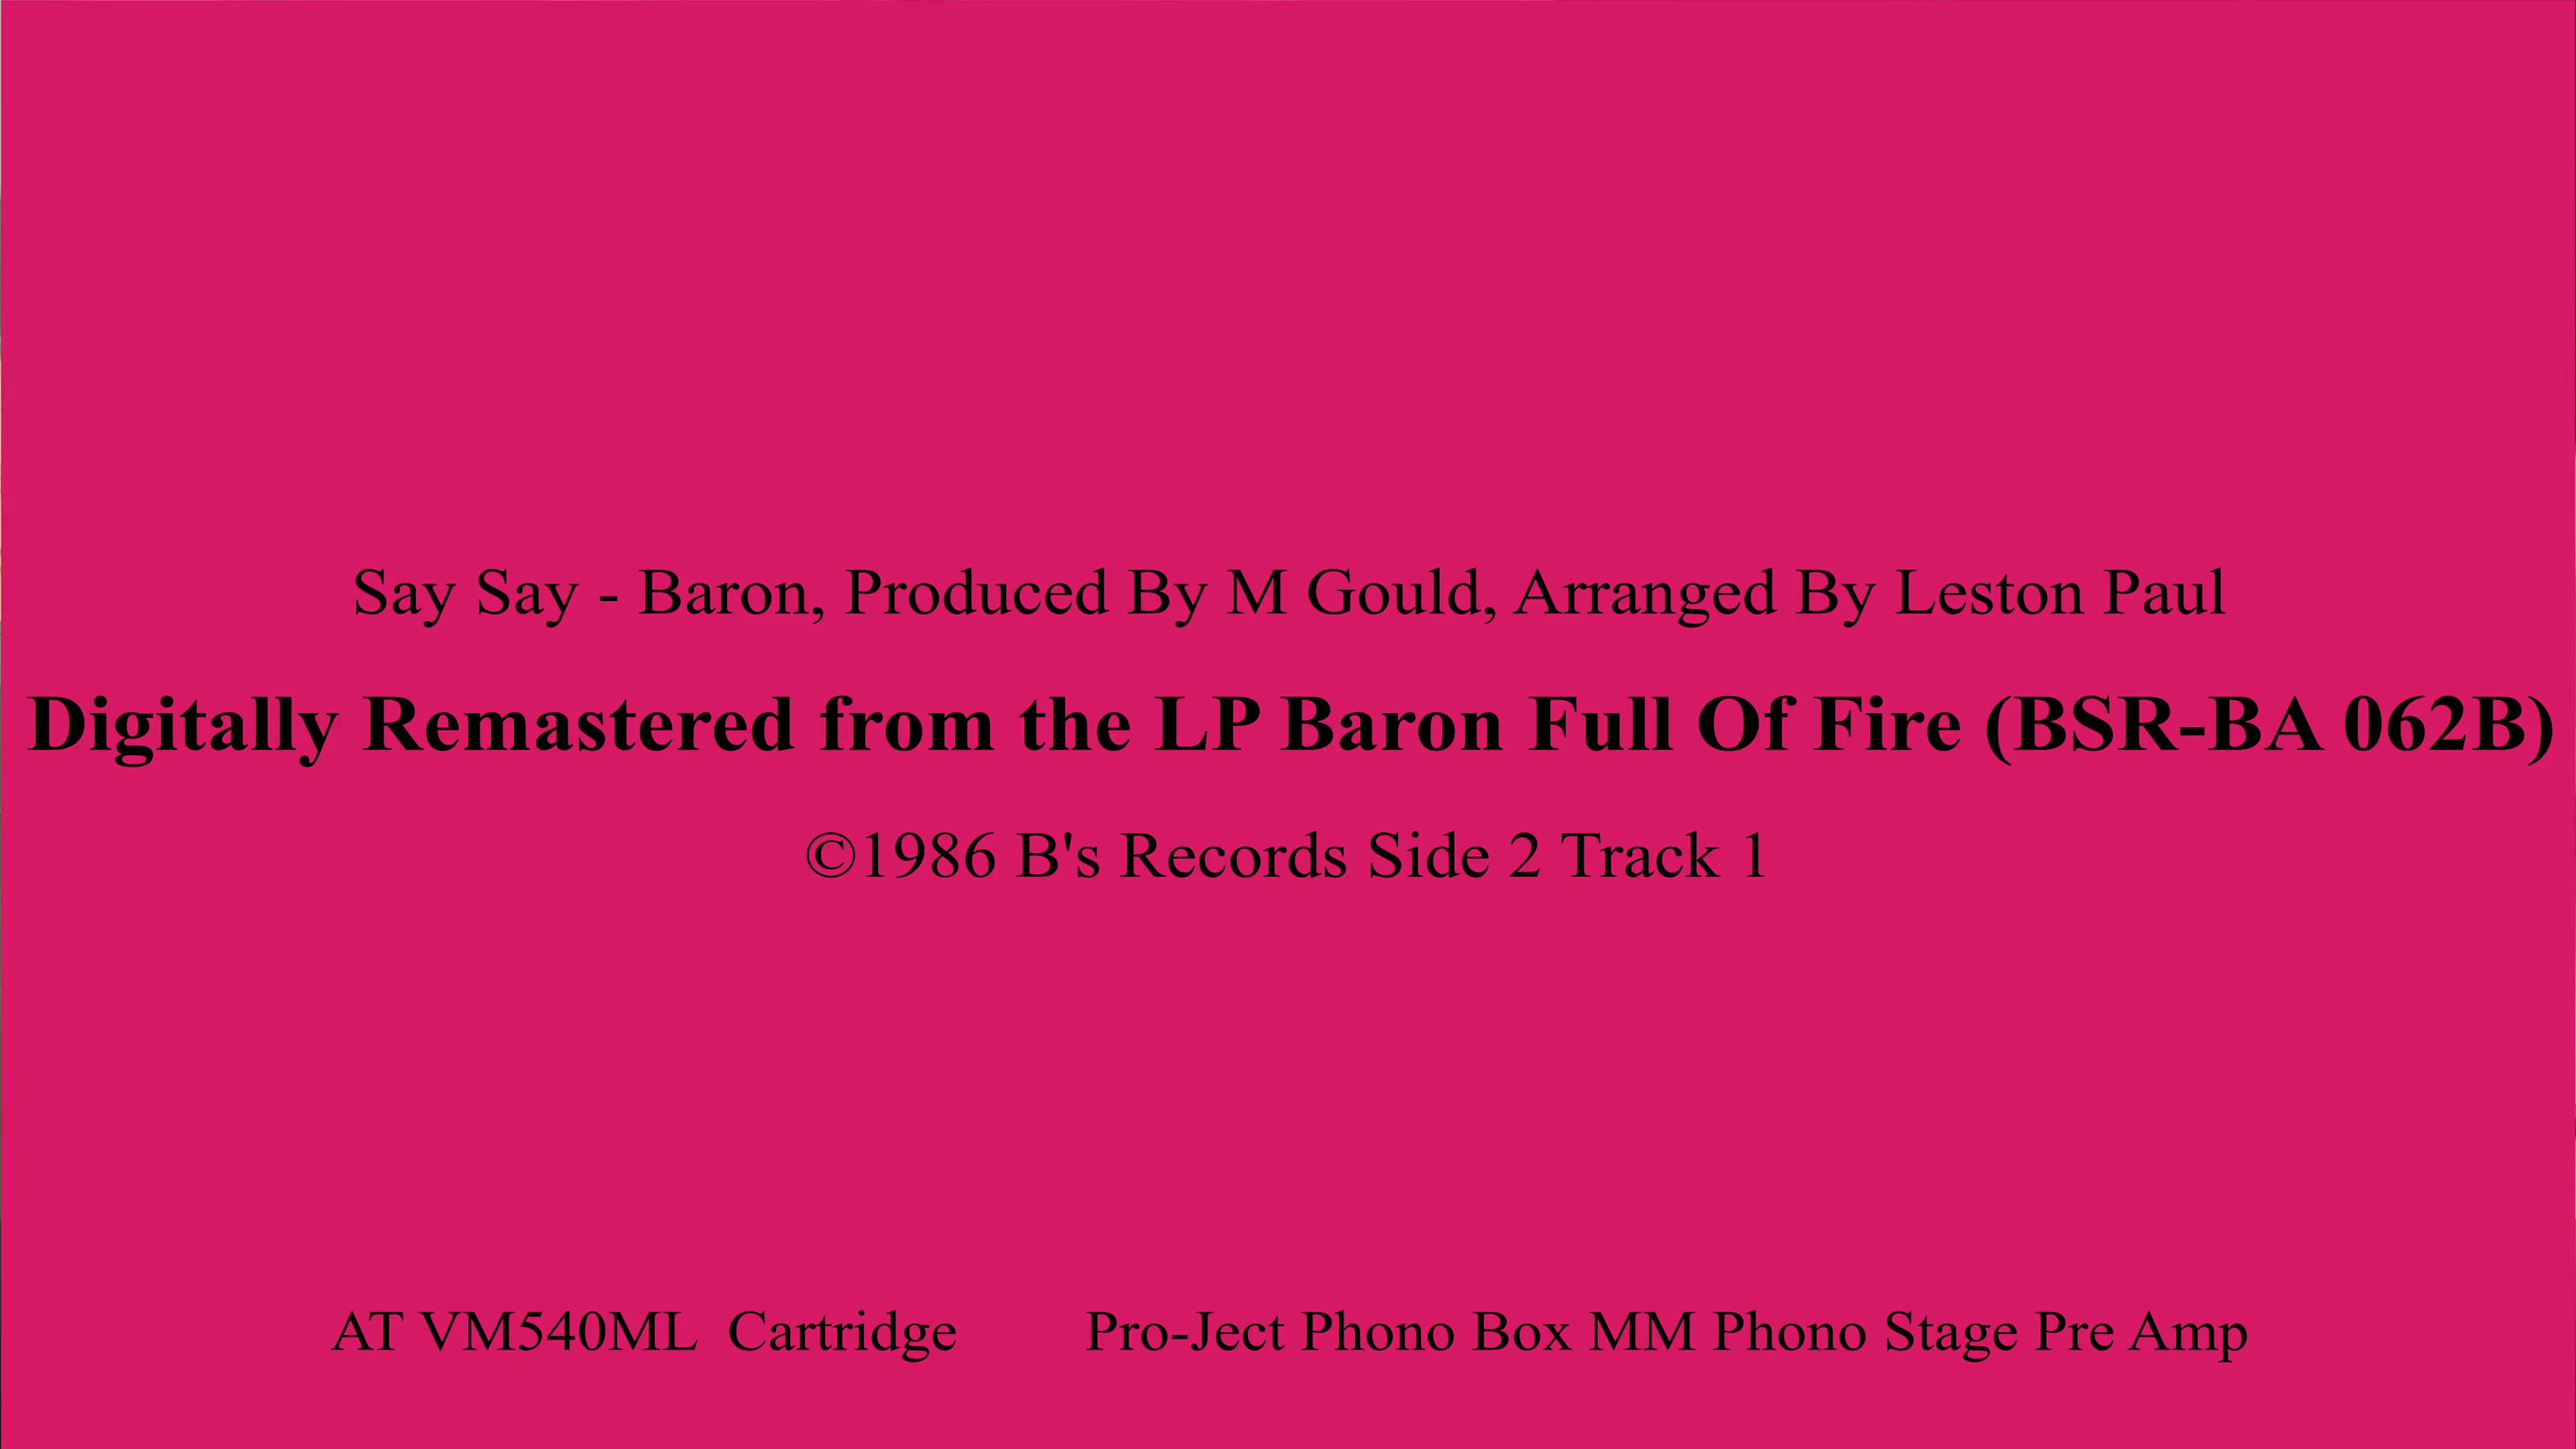 Say Say - Baron, Produced By M Gould, Arranged By Leston Paul
Digitally Remastered from the LP Baron Full Of Fire (BSR-BA 062B)
©1986 B's Records Side 2 Track 1
AT VM540ML  Cartridge        Pro-Ject Phono Box MM Phono Stage Pre Amp